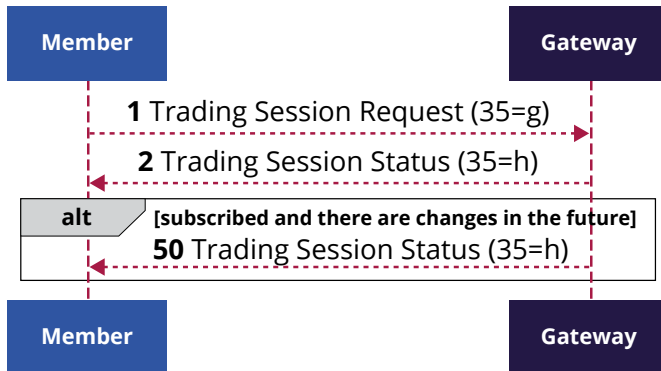 Member Gateway
1 Trading Session Request (35=g)
2 Trading Session Status (35=h)
alt [subscribed and there are changes in the future]
50 Trading Session Status (35=h)
Member Gateway